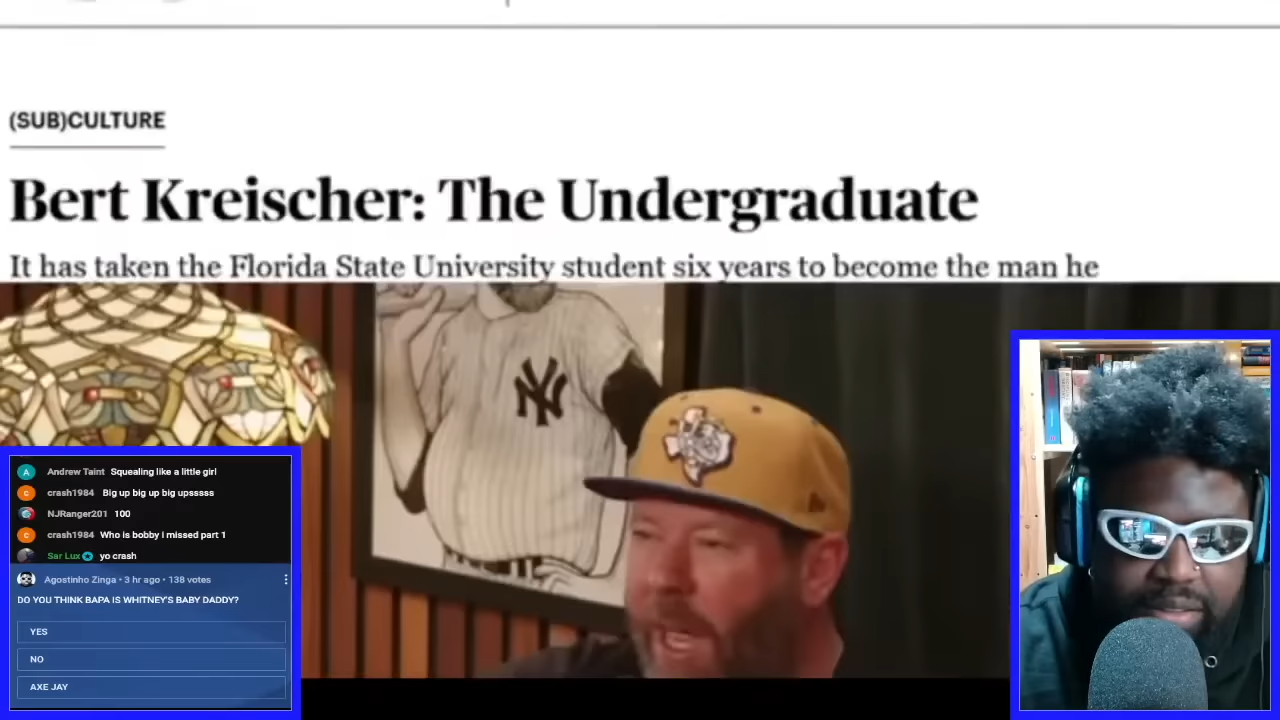 (SUB)CULTURE
Bert Kreischer: The Undergraduate
It has taken the Florida State University student six years to become the man he
NY
Andrew Taint Squealing like a little girl
crash1984 Big up big up big upsssss
NJRanger201 100
crash1984 Who is bobby i missed part 1
Sar Lux yo crash
Agostinho Zinga • 3 hr ago • 138 votes
DO YOU THINK BAPA IS WHITNEY'S BABY DADDY?
YES
NO
AXE JAY